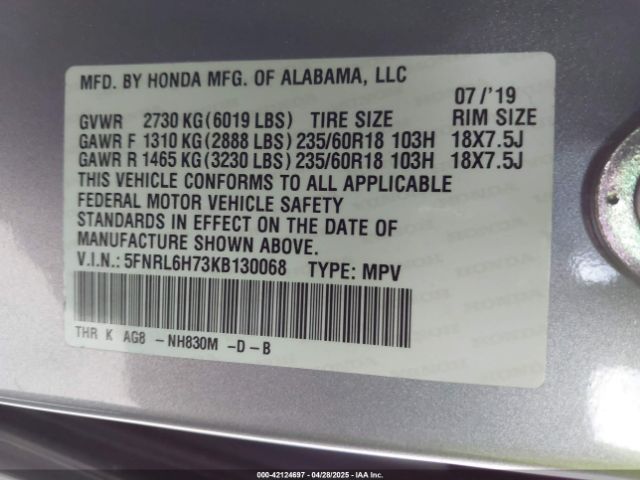 MFD. BY HONDA MFG. OF ALABAMA, LLC
07/'19
GVWR 2730 KG (6019 LBS) TIRE SIZE RIM SIZE
GAWR F 1310 KG (2888 LBS) 235/60R18 103H 18X7.5J
GAWR R 1465 KG (3230 LBS) 235/60R18 103H 18X7.5J
THIS VEHICLE CONFORMS TO ALL APPLICABLE
FEDERAL MOTOR VEHICLE SAFETY
STANDARDS IN EFFECT ON THE DATE OF
MANUFACTURE SHOWN ABOVE.
V.I.N.: 5FNRL6H73KB130068 TYPE: MPV
THR K AG8 -NH830M -D-B
000-42124697 04/28/2025 - IAA Inc.